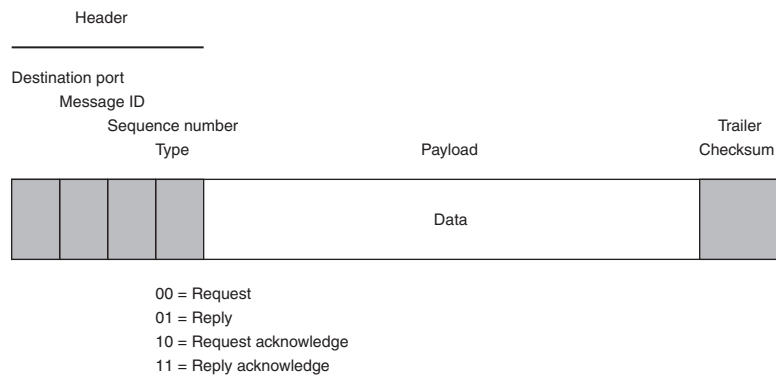 Header
Destination port
Message ID
Sequence number
Type
Payload
Trailer
Checksum
Data
00 = Request
01 = Reply
10 = Request acknowledge
11 = Reply acknowledge